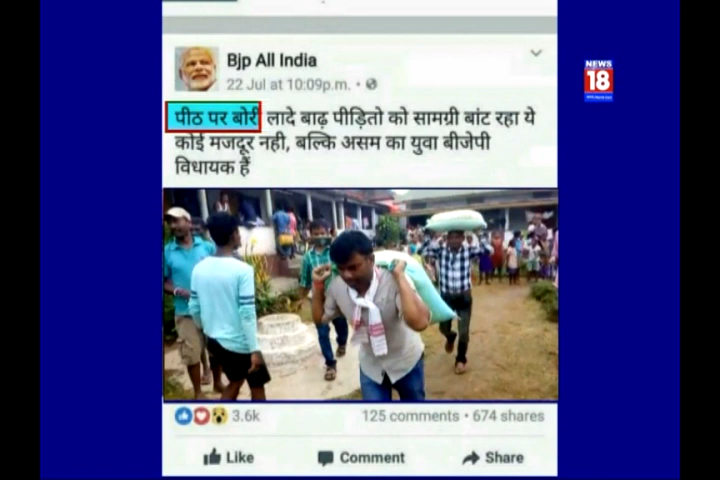 Bjp All India
22 Jul at 10:09p.m.
NEWS
18
पीठ पर बोरी लादे बाढ़ पीड़ितो को सामग्री बांट रहा ये
कोई मजदूर नही, बल्कि असम का युवा बीजेपी
विधायक हैं
3.6k
125 comments • 674 shares
Like
Comment
Share